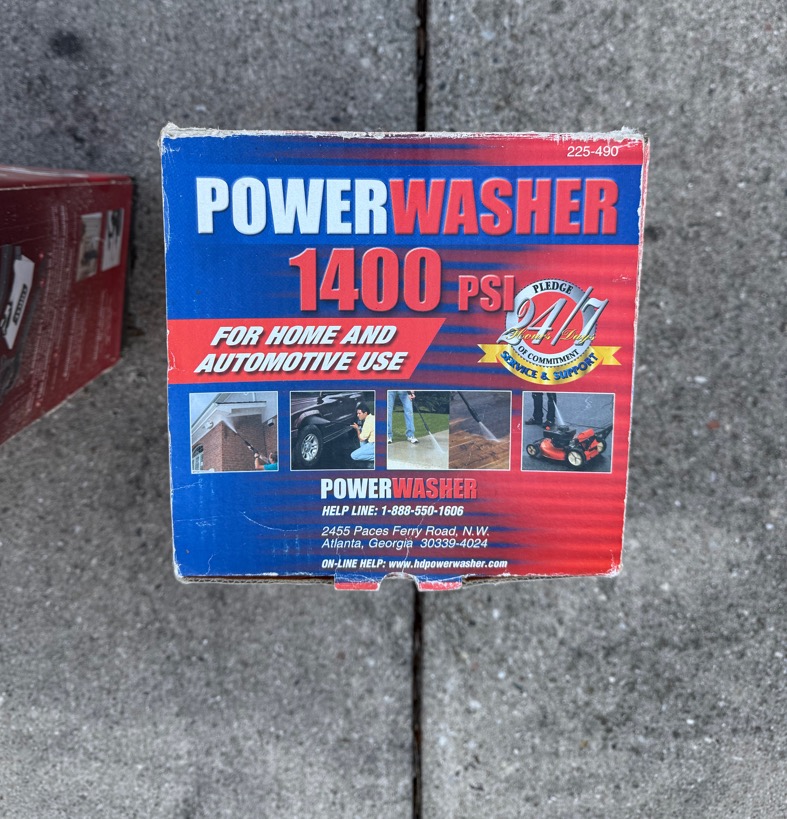 225-490
POWERWASHER
1400 PSI
PLEDGE
24/7
Hours Days
OF COMMITMENT
SERVICE & SUPPORT
FOR HOME AND
AUTOMOTIVE USE
POWERWASHER
HELP LINE: 1-888-550-1606
2455 Paces Ferry Road, N.W.
Atlanta, Georgia 30339-4024
ON-LINE HELP: www.hdpowerwasher.com